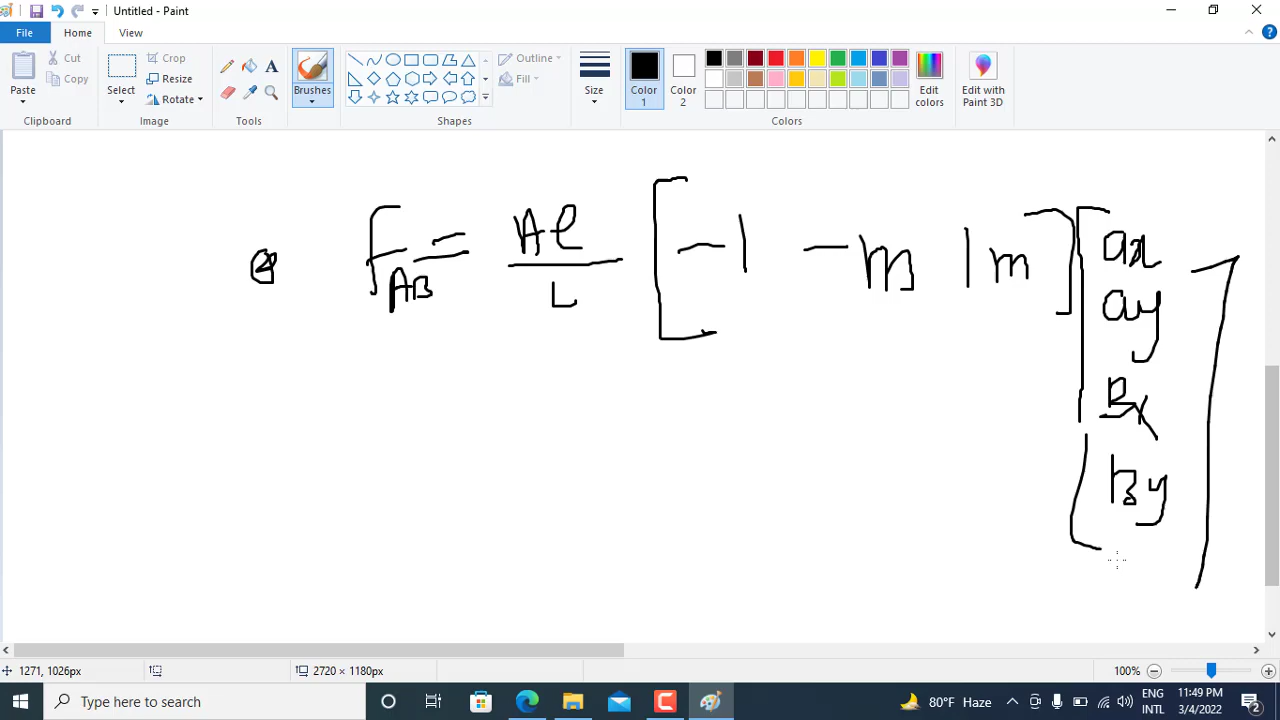 Untitled - Paint
File Home View
Paste Cut Copy
Clipboard
Select Crop Resize Rotate
Image
Tools
Brushes
Outline Fill
Shapes
Size
Color 1 Color 2
Edit colors
Colors
Edit with Paint 3D
F_AB = AE/L [-l -m l m] [ax
ay
Bx
By]
1271, 1026px 2720 × 1180px 100%
Type here to search 80°F Haze ENG INTL 11:49 PM 3/4/2022 2